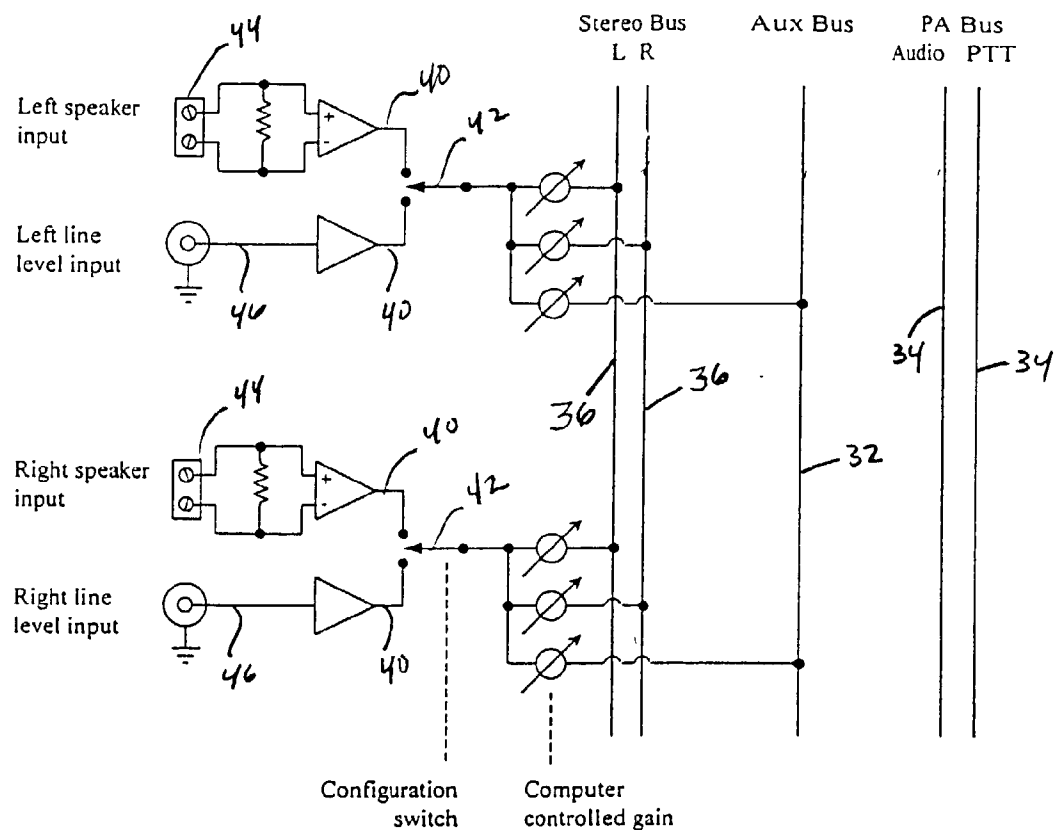 Stereo Bus Aux Bus PA Bus
L R Audio PTT
44
40
Left speaker
input
+
-
42
Left line
level input
46
40
34
34
36
36
44
40
Right speaker
input
+
-
32
42
Right line
level input
46
40
Configuration
switch
Computer
controlled gain